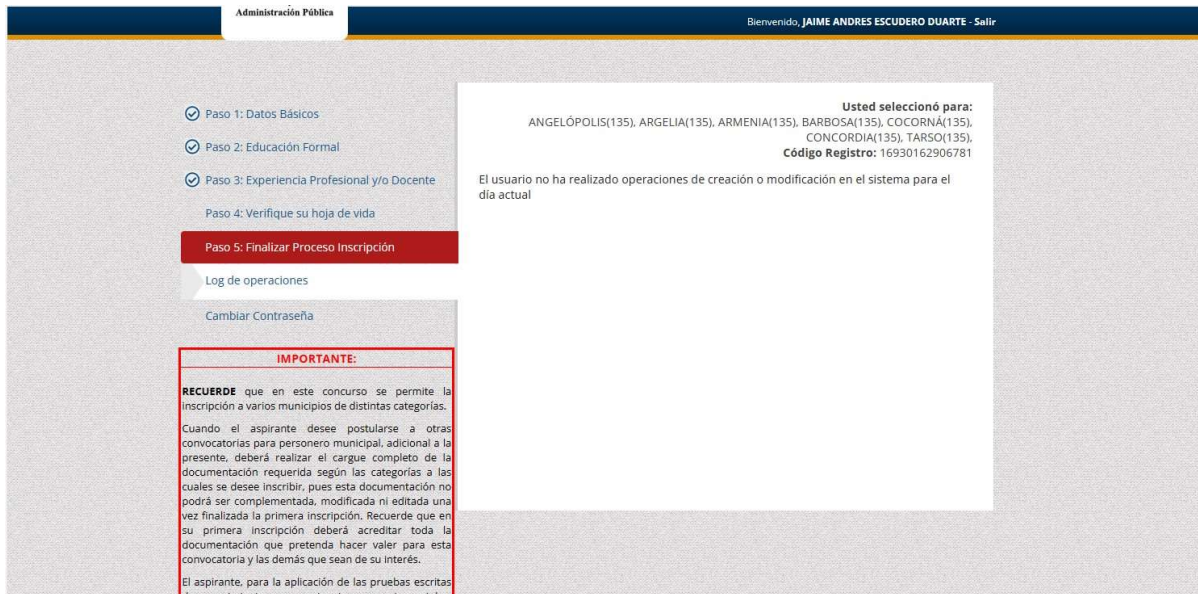 Administración Pública
Bienvenido, JAIME ANDRES ESCUDERO DUARTE - Salir
Paso 1: Datos Básicos
Paso 2: Educación Formal
Paso 3: Experiencia Profesional y/o Docente
Paso 4: Verifique su hoja de vida
Paso 5: Finalizar Proceso Inscripción
Log de operaciones
Cambiar Contraseña
IMPORTANTE:
RECUERDE que en este concurso se permite la
inscripción a varios municipios de distintas categorías.
Cuando el aspirante desee postularse a otras
convocatorias para personero municipal, adicional a la
presente, deberá realizar el cargue completo de la
documentación requerida según las categorías a las
cuales se desee inscribir, pues esta documentación no
podrá ser complementada, modificada ni editada una
vez finalizada la primera inscripción. Recuerde que en
su primera inscripción deberá acreditar toda la
documentación que pretenda hacer valer para esta
convocatoria y las demás que sean de su interés.
El aspirante, para la aplicación de las pruebas escritas
Usted seleccionó para:
ANGELÓPOLIS(135), ARGELIA(135), ARMENIA(135), BARBOSA(135), COCORNÁ(135),
CONCORDIA(135), TARSO(135),
Código Registro: 16930162906781
El usuario no ha realizado operaciones de creación o modificación en el sistema para el
día actual